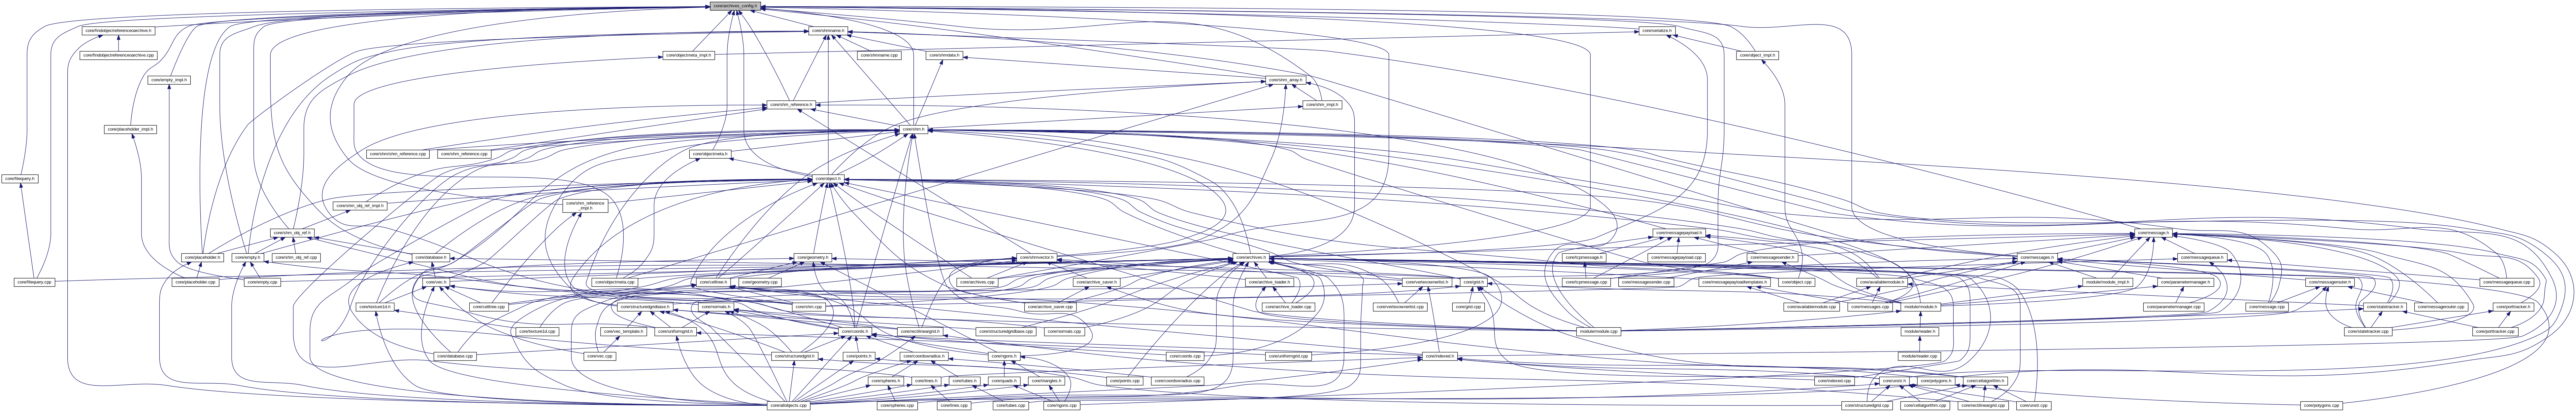 core/archives_config.h
core/findobjectreferenceoarchive.h
core/shmname.h
core/serialize.h
core/findobjectreferenceoarchive.cpp
core/objectmeta_impl.h
core/shmname.cpp
core/shmdata.h
core/object_impl.h
core/empty_impl.h
core/shm_array.h
core/shm_reference.h
core/shm_impl.h
core/placeholder_impl.h
core/shm.h
core/shm/shm_reference.cpp
core/shm_reference.cpp
core/objectmeta.h
core/filequery.h
core/object.h
core/shm_obj_ref_impl.h
core/shm_reference
_impl.h
core/shm_obj_ref.h
core/messagepayload.h
core/message.h
core/placeholder.h
core/empty.h
core/shm_obj_ref.cpp
core/database.h
core/geometry.h
core/shmvector.h
core/archives.h
core/tcpmessage.h
core/messagepayload.cpp
core/messagesender.h
core/messages.h
core/messagequeue.h
core/filequery.cpp
core/placeholder.cpp
core/empty.cpp
core/vec.h
core/objectmeta.cpp
core/celltree.h
core/geometry.cpp
core/archives.cpp
core/archive_saver.h
core/archive_loader.h
core/vertexownerlist.h
core/grid.h
core/tcpmessage.cpp
core/messagesender.cpp
core/messagepayloadtemplates.h
core/object.cpp
core/availablemodule.h
module/module_impl.h
core/parametermanager.h
core/messagerouter.h
core/messagequeue.cpp
core/texture1d.h
core/celltree.cpp
core/structuredgridbase.h
core/normals.h
core/shm.cpp
core/archive_saver.cpp
core/archive_loader.cpp
core/vertexownerlist.cpp
core/grid.cpp
core/availablemodule.cpp
core/messages.cpp
module/module.h
core/parametermanager.cpp
core/message.cpp
core/statetracker.h
core/messagerouter.cpp
core/porttracker.h
core/texture1d.cpp
core/vec_template.h
core/uniformgrid.h
core/coords.h
core/rectilineargrid.h
core/structuredgridbase.cpp
core/normals.cpp
module/module.cpp
module/reader.h
core/statetracker.cpp
core/porttracker.cpp
core/database.cpp
core/vec.cpp
core/structuredgrid.h
core/points.h
core/coordswradius.h
core/ngons.h
core/coords.cpp
core/uniformgrid.cpp
core/indexed.h
module/reader.cpp
core/spheres.h
core/lines.h
core/tubes.h
core/quads.h
core/triangles.h
core/points.cpp
core/coordswradius.cpp
core/indexed.cpp
core/unstr.h
core/polygons.h
core/cellalgorithm.h
core/allobjects.cpp
core/spheres.cpp
core/lines.cpp
core/tubes.cpp
core/ngons.cpp
core/structuredgrid.cpp
core/cellalgorithm.cpp
core/rectilineargrid.cpp
core/unstr.cpp
core/polygons.cpp